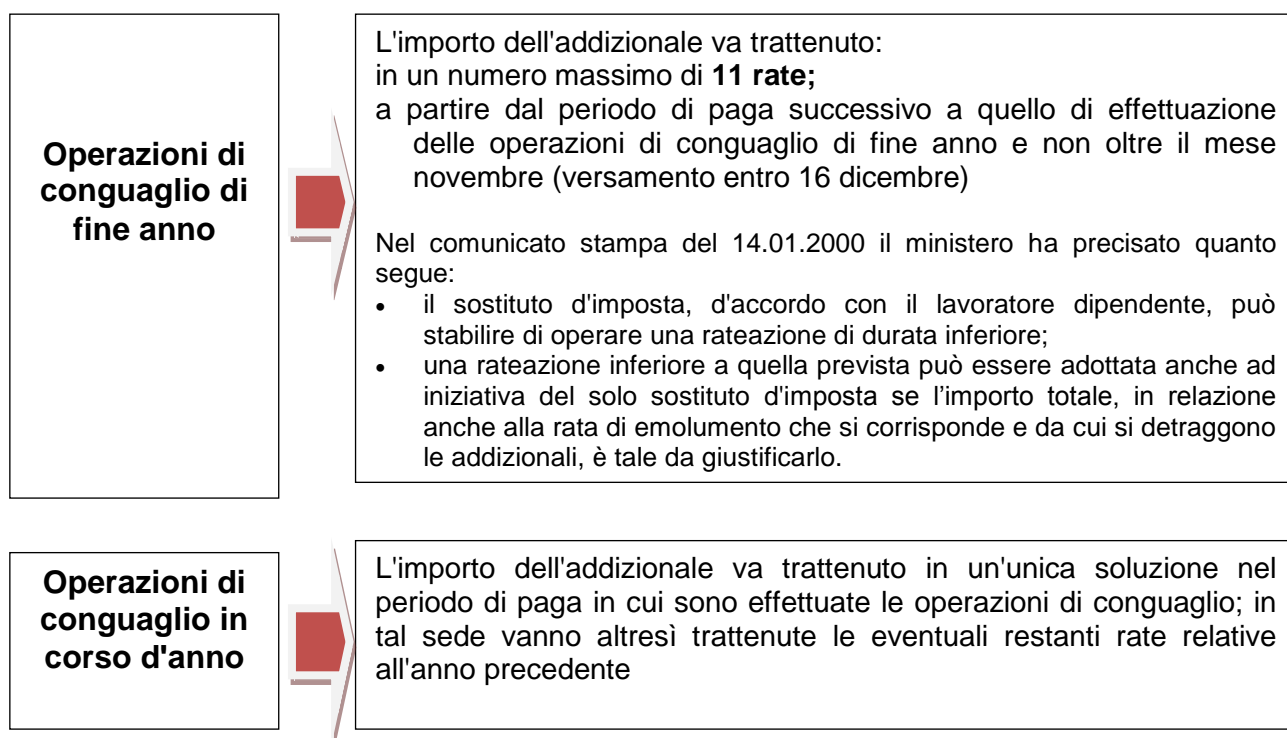 Operazioni di
conguaglio di
fine anno
L'importo dell'addizionale va trattenuto:
in un numero massimo di 11 rate;
a partire dal periodo di paga successivo a quello di effettuazione
delle operazioni di conguaglio di fine anno e non oltre il mese
novembre (versamento entro 16 dicembre)
Nel comunicato stampa del 14.01.2000 il ministero ha precisato quanto
segue:
• il sostituto d'imposta, d'accordo con il lavoratore dipendente, può
stabilire di operare una rateazione di durata inferiore;
• una rateazione inferiore a quella prevista può essere adottata anche ad
iniziativa del solo sostituto d'imposta se l’importo totale, in relazione
anche alla rata di emolumento che si corrisponde e da cui si detraggono
le addizionali, è tale da giustificarlo.
Operazioni di
conguaglio in
corso d'anno
L'importo dell'addizionale va trattenuto in un'unica soluzione nel
periodo di paga in cui sono effettuate le operazioni di conguaglio; in
tal sede vanno altresì trattenute le eventuali restanti rate relative
all'anno precedente